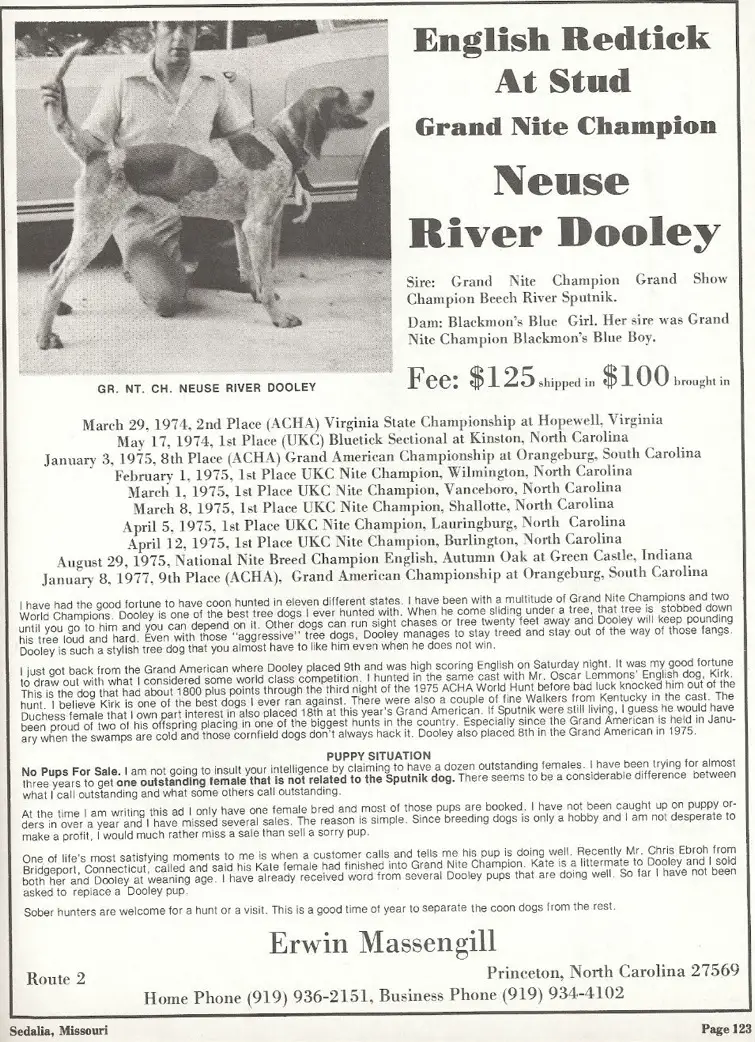 English Redtick
At Stud
Grand Nite Champion
Neuse
River Dooley
Sire: Grand Nite Champion Grand Show
Champion Beech River Sputnik.
Dam: Blackmon's Blue Girl. Her sire was Grand
Nite Champion Blackmon's Blue Boy.
Fee: $125 shipped in $100 brought in
GR. NT. CH. NEUSE RIVER DOOLEY
March 29, 1974, 2nd Place (ACHA) Virginia State Championship at Hopewell, Virginia
May 17, 1974, 1st Place (UKC) Bluetick Sectional at Kinston, North Carolina
January 3, 1975, 8th Place (ACHA) Grand American Championship at Orangeburg, South Carolina
February 1, 1975, 1st Place UKC Nite Champion, Wilmington, North Carolina
March 1, 1975, 1st Place UKC Nite Champion, Vanceboro, North Carolina
March 8, 1975, 1st Place UKC Nite Champion, Shallotte, North Carolina
April 5, 1975, 1st Place UKC Nite Champion, Lauringburg, North Carolina
April 12, 1975, 1st Place UKC Nite Champion, Burlington, North Carolina
August 29, 1975, National Nite Breed Champion English, Autumn Oak at Green Castle, Indiana
January 8, 1977, 9th Place (ACHA), Grand American Championship at Orangeburg, South Carolina
I have had the good fortune to have coon hunted in eleven different states. I have been with a multitude of Grand Nite Champions and two
World Champions. Dooley is one of the best tree dogs I ever hunted with. When he come sliding under a tree, that tree is stobbed down
until you go to him and you can depend on it. Other dogs can run sight chases or tree twenty feet away and Dooley will keep pounding
his tree loud and hard. Even with those "aggressive" tree dogs, Dooley manages to stay treed and stay out of the way of those fangs.
Dooley is such a stylish tree dog that you almost have to like him even when he does not win.
I just got back from the Grand American where Dooley placed 9th and was high scoring English on Saturday night. It was my good fortune
to draw out with what I considered some world class competition. I hunted in the same cast with Mr. Oscar Lemmons' English dog, Kirk.
This is the dog that had about 1800 plus points through the third night of the 1975 ACHA World Hunt before bad luck knocked him out of the
hunt. I believe Kirk is one of the best dogs I ever ran against. There were also a couple of fine Walkers from Kentucky in the cast. The
Duchess female that I own part interest in also placed 18th at this year's Grand American. If Sputnik were still living, I guess he would have
been proud of two of his offspring placing in one of the biggest hunts in the country. Especially since the Grand American is held in Janu-
ary when the swamps are cold and those cornfield dogs don't always hack it. Dooley also placed 8th in the Grand American in 1975.
PUPPY SITUATION
No Pups For Sale. I am not going to insult your intelligence by claiming to have a dozen outstanding females. I have been trying for almost
three years to get one outstanding female that is not related to the Sputnik dog. There seems to be a considerable difference between
what I call outstanding and what some others call outstanding.
At the time I am writing this ad I only have one female bred and most of those pups are booked. I have not been caught up on puppy or-
ders in over a year and I have missed several sales. The reason is simple. Since breeding dogs is only a hobby and I am not desperate to
make a profit, I would much rather miss a sale than sell a sorry pup.
One of life's most satisfying moments to me is when a customer calls and tells me his pup is doing well. Recently Mr. Chris Ebroh from
Bridgeport, Connecticut, called and said his Kate female had finished into Grand Nite Champion. Kate is a littermate to Dooley and I sold
both her and Dooley at weaning age. I have already received word from several Dooley pups that are doing well. So far I have not been
asked to replace a Dooley pup.
Sober hunters are welcome for a hunt or a visit. This is a good time of year to separate the coon dogs from the rest.
Erwin Massengill
Route 2
Princeton, North Carolina 27569
Home Phone (919) 936-2151, Business Phone (919) 934-4102
Sedalia, Missouri
Page 123